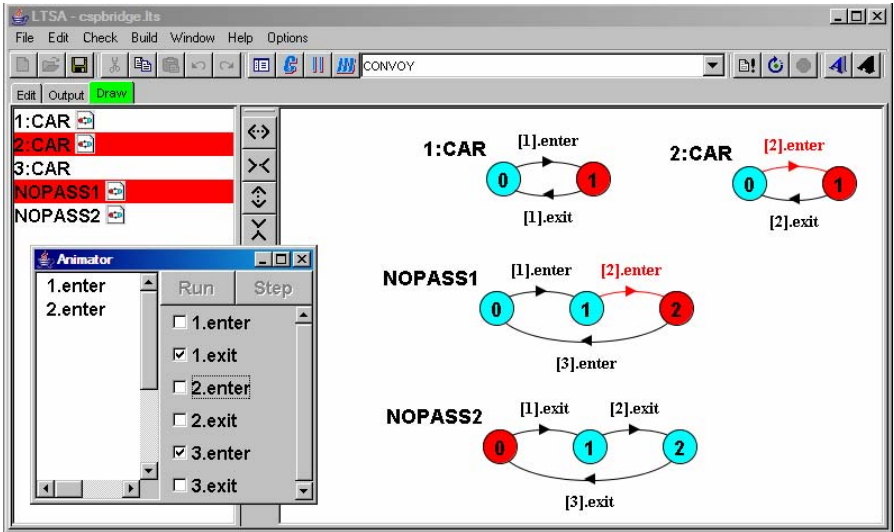 LTSA - cspbridge.lts
File Edit Check Build Window Help Options
CONVOY
Edit Output Draw
1:CAR
2:CAR
3:CAR
NOPASS1
NOPASS2
Animator
1.enter
2.enter
Run Step
1.enter
1.exit
2.enter
2.exit
3.enter
3.exit
1:CAR
[1].enter
0 1
[1].exit
2:CAR
[2].enter
0 1
[2].exit
NOPASS1
[1].enter [2].enter
0 1 2
[3].enter
NOPASS2
[1].exit [2].exit
0 1 2
[3].exit